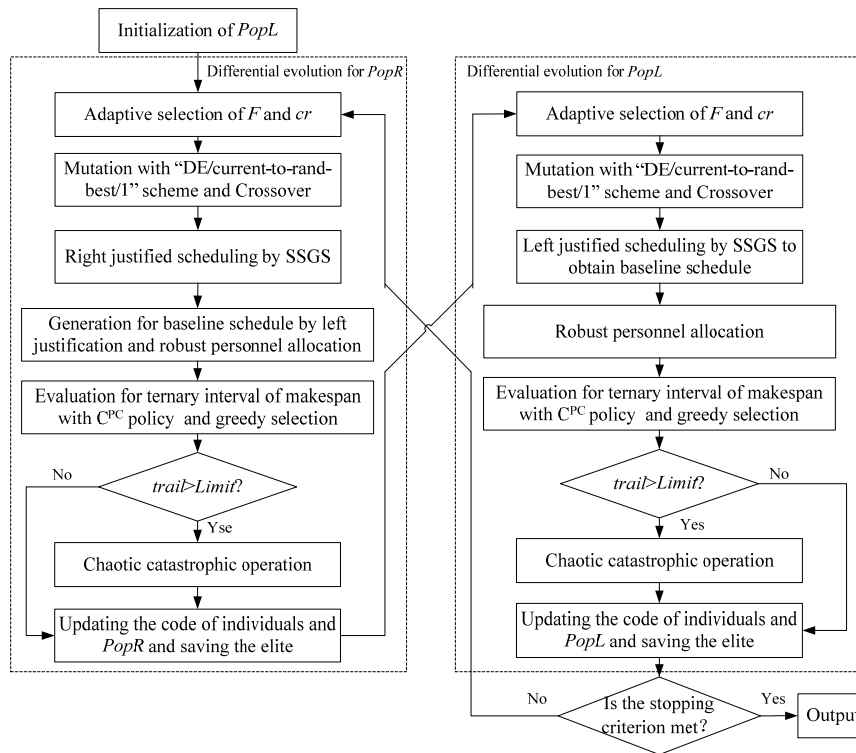 Initialization of PopL
Differential evolution for PopR
Adaptive selection of F and cr
Mutation with “DE/current-to-rand-
best/1” scheme and Crossover
Right justified scheduling by SSGS
Generation for baseline schedule by left
justification and robust personnel allocation
Evaluation for ternary interval of makespan
with CPC policy and greedy selection
No
trail>Limit?
Yse
Chaotic catastrophic operation
Updating the code of individuals and
PopR and saving the elite
Differential evolution for PopL
Adaptive selection of F and cr
Mutation with “DE/current-to-rand-
best/1” scheme and Crossover
Left justified scheduling by SSGS to
obtain baseline schedule
Robust personnel allocation
Evaluation for ternary interval of makespan
with CPC policy and greedy selection
trail>Limit?
No
Yes
Chaotic catastrophic operation
Updating the code of individuals and
PopL and saving the elite
No
Is the stopping
criterion met?
Yes
Output